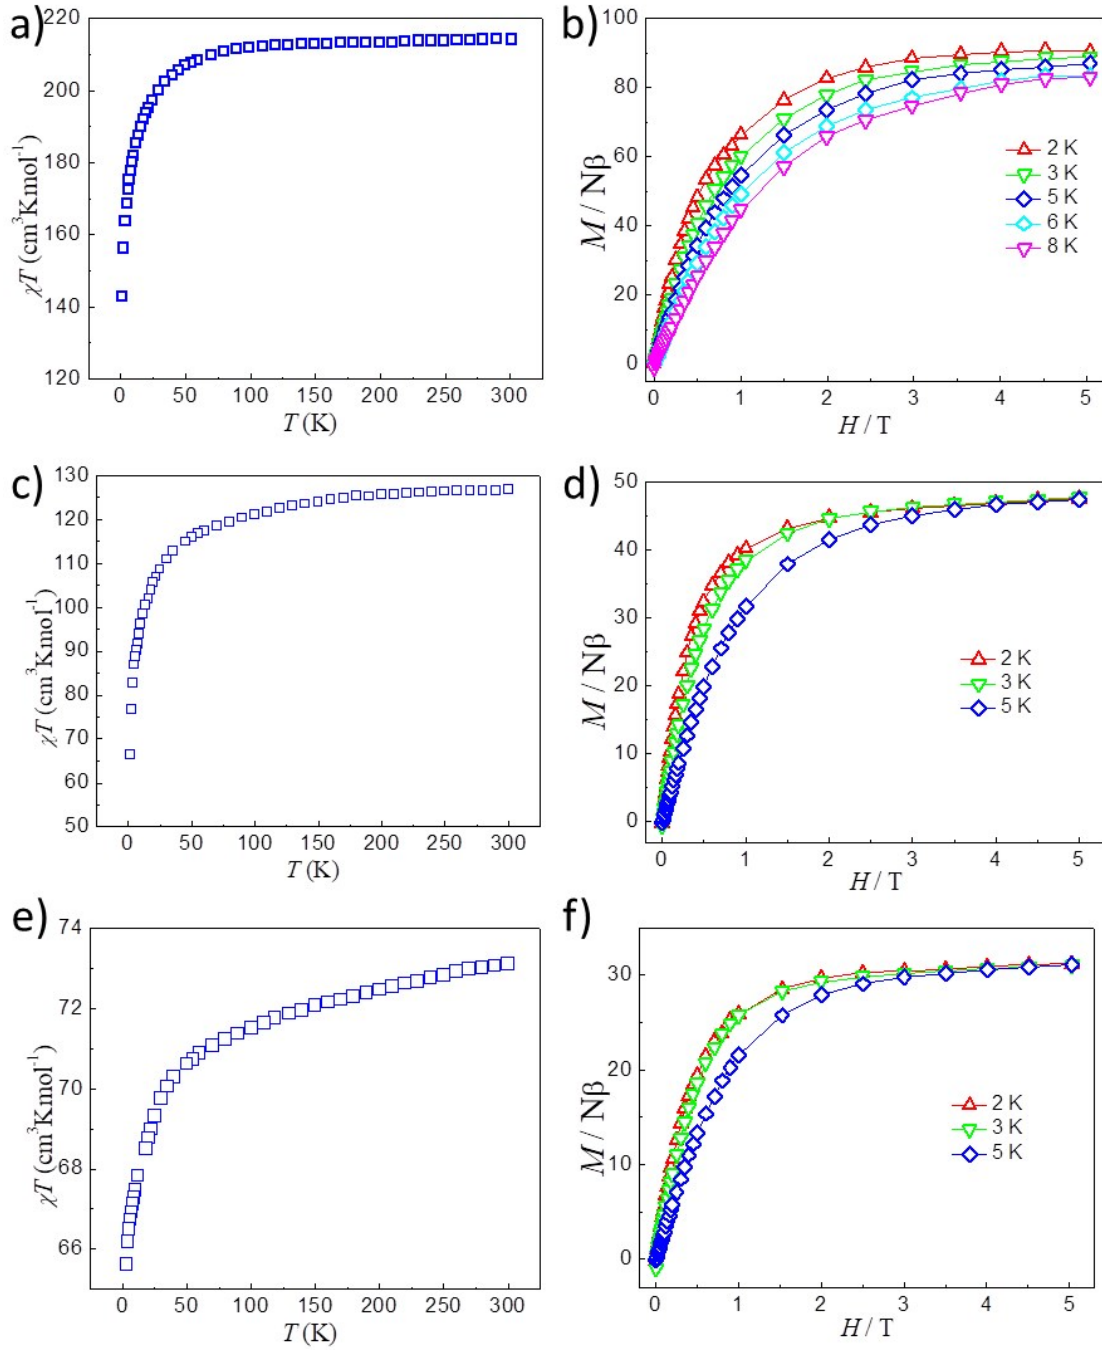 a)
220
200
180
160
140
120
χT (cm³Kmol⁻¹)
0 50 100 150 200 250 300
T (K)
b)
100
80
60
40
20
0
M / Nβ
2 K
3 K
5 K
6 K
8 K
0 1 2 3 4 5
H / T
c)
130
120
110
100
90
80
70
60
50
χT (cm³Kmol⁻¹)
0 50 100 150 200 250 300
T (K)
d)
50
40
30
20
10
0
M / Nβ
2 K
3 K
5 K
0 1 2 3 4 5
H / T
e)
74
72
70
68
66
χT (cm³Kmol⁻¹)
0 50 100 150 200 250 300
T (K)
f)
30
20
10
0
M / Nβ
2 K
3 K
5 K
0 1 2 3 4 5
H / T